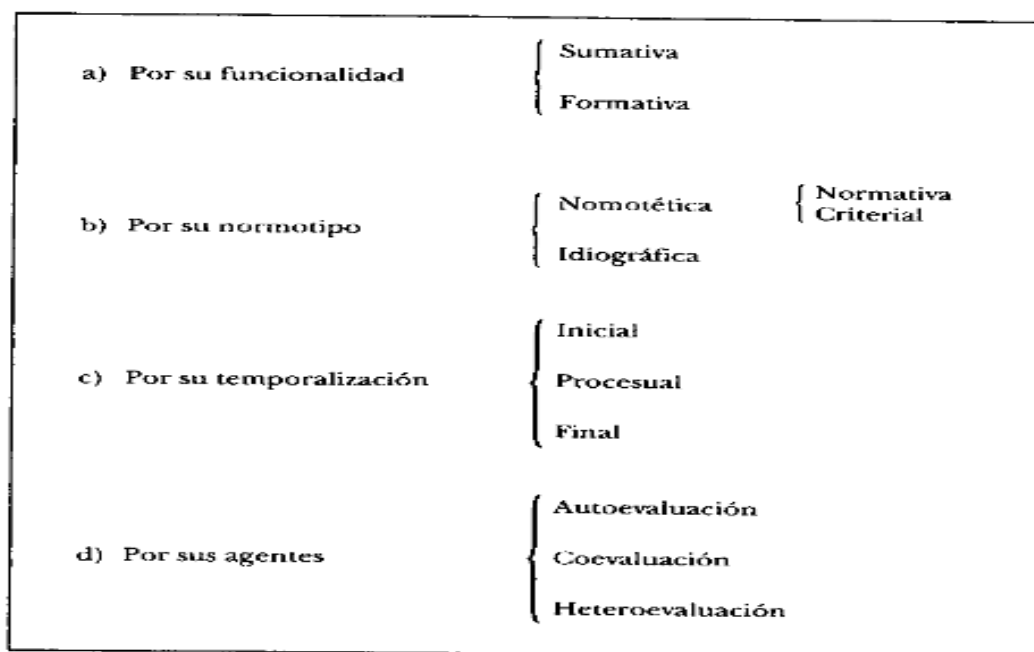 a) Por su funcionalidad
Sumativa
Formativa
b) Por su normotipo
Nomotética
Normativa
Criterial
Idiográfica
c) Por su temporalización
Inicial
Procesual
Final
d) Por sus agentes
Autoevaluación
Coevaluación
Heteroevaluación